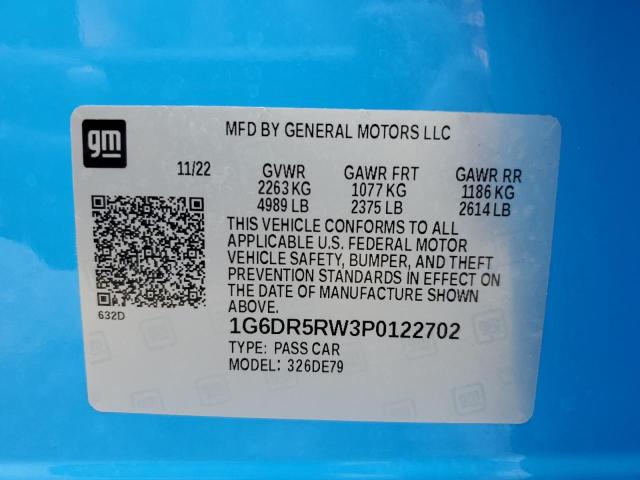 gm
MFD BY GENERAL MOTORS LLC
11/22 GVWR GAWR FRT GAWR RR
2263 KG 1077 KG 1186 KG
4989 LB 2375 LB 2614 LB
THIS VEHICLE CONFORMS TO ALL
APPLICABLE U.S. FEDERAL MOTOR
VEHICLE SAFETY, BUMPER, AND THEFT
PREVENTION STANDARDS IN EFFECT ON
THE DATE OF MANUFACTURE SHOWN
ABOVE.
632D
1G6DR5RW3P0122702
TYPE: PASS CAR
MODEL: 326DE79